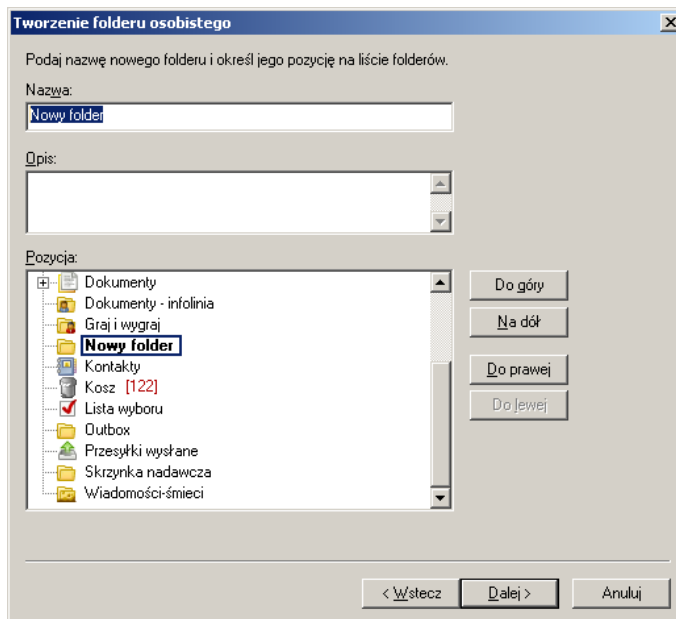 Tworzenie folderu osobistego
Podaj nazwę nowego folderu i określ jego pozycję na liście folderów.
Nazwa:
Nowy folder
Opis:
Pozycja:
Dokumenty
Dokumenty - infolinia
Graj i wygraj
Nowy folder
Kontakty
Kosz [122]
Lista wyboru
Outbox
Przesyłki wysłane
Skrzynka nadawcza
Wiadomości-śmieci
Do góry
Na dół
Do prawej
Do lewej
< Wstecz
Dalej >
Anuluj